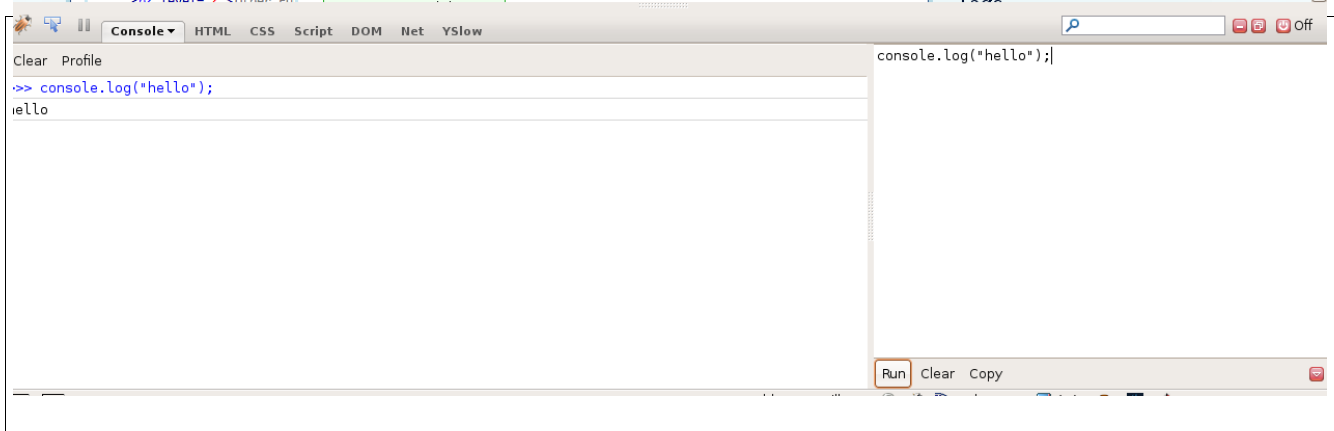 Console HTML CSS Script DOM Net YSlow
Off
Clear Profile
>>> console.log("hello");
hello
console.log("hello");
Run Clear Copy